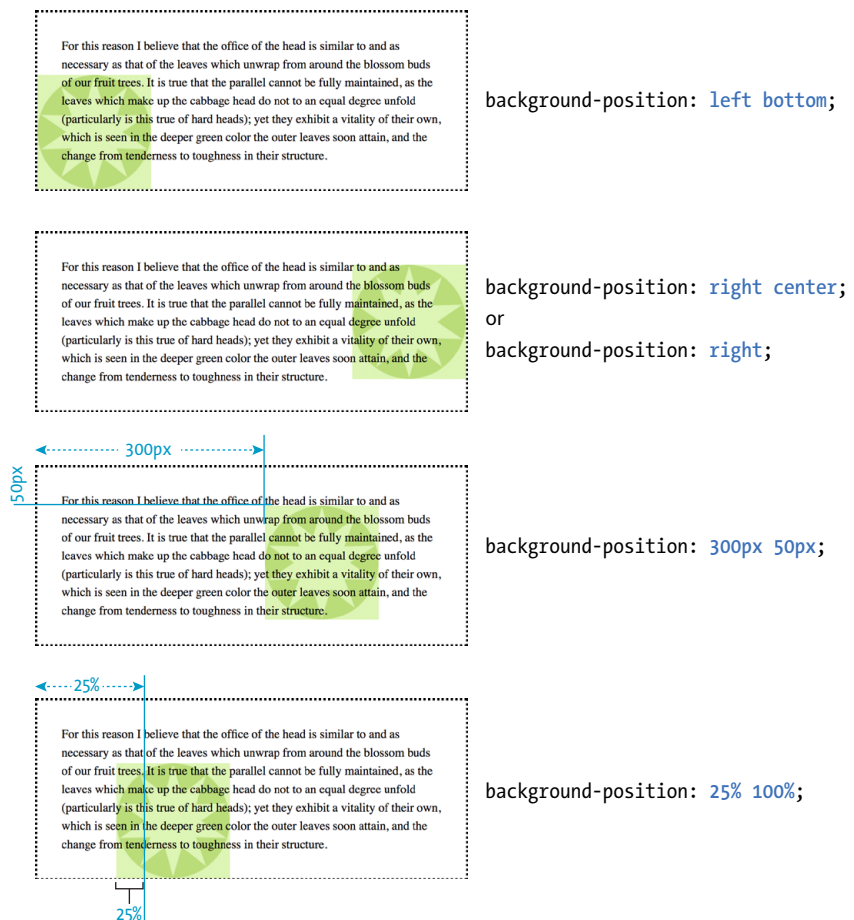 For this reason I believe that the office of the head is similar to and as
necessary as that of the leaves which unwrap from around the blossom buds
of our fruit trees. It is true that the parallel cannot be fully maintained, as the
leaves which make up the cabbage head do not to an equal degree unfold
(particularly is this true of hard heads); yet they exhibit a vitality of their own,
which is seen in the deeper green color the outer leaves soon attain, and the
change from tenderness to toughness in their structure.
background-position: left bottom;
For this reason I believe that the office of the head is similar to and as
necessary as that of the leaves which unwrap from around the blossom buds
of our fruit trees. It is true that the parallel cannot be fully maintained, as the
leaves which make up the cabbage head do not to an equal degree unfold
(particularly is this true of hard heads); yet they exhibit a vitality of their own,
which is seen in the deeper green color the outer leaves soon attain, and the
change from tenderness to toughness in their structure.
background-position: right center;
or
background-position: right;
300px
50px
For this reason I believe that the office of the head is similar to and as
necessary as that of the leaves which unwrap from around the blossom buds
of our fruit trees. It is true that the parallel cannot be fully maintained, as the
leaves which make up the cabbage head do not to an equal degree unfold
(particularly is this true of hard heads); yet they exhibit a vitality of their own,
which is seen in the deeper green color the outer leaves soon attain, and the
change from tenderness to toughness in their structure.
background-position: 300px 50px;
25%
For this reason I believe that the office of the head is similar to and as
necessary as that of the leaves which unwrap from around the blossom buds
of our fruit trees. It is true that the parallel cannot be fully maintained, as the
leaves which make up the cabbage head do not to an equal degree unfold
(particularly is this true of hard heads); yet they exhibit a vitality of their own,
which is seen in the deeper green color the outer leaves soon attain, and the
change from tenderness to toughness in their structure.
background-position: 25% 100%;
25%